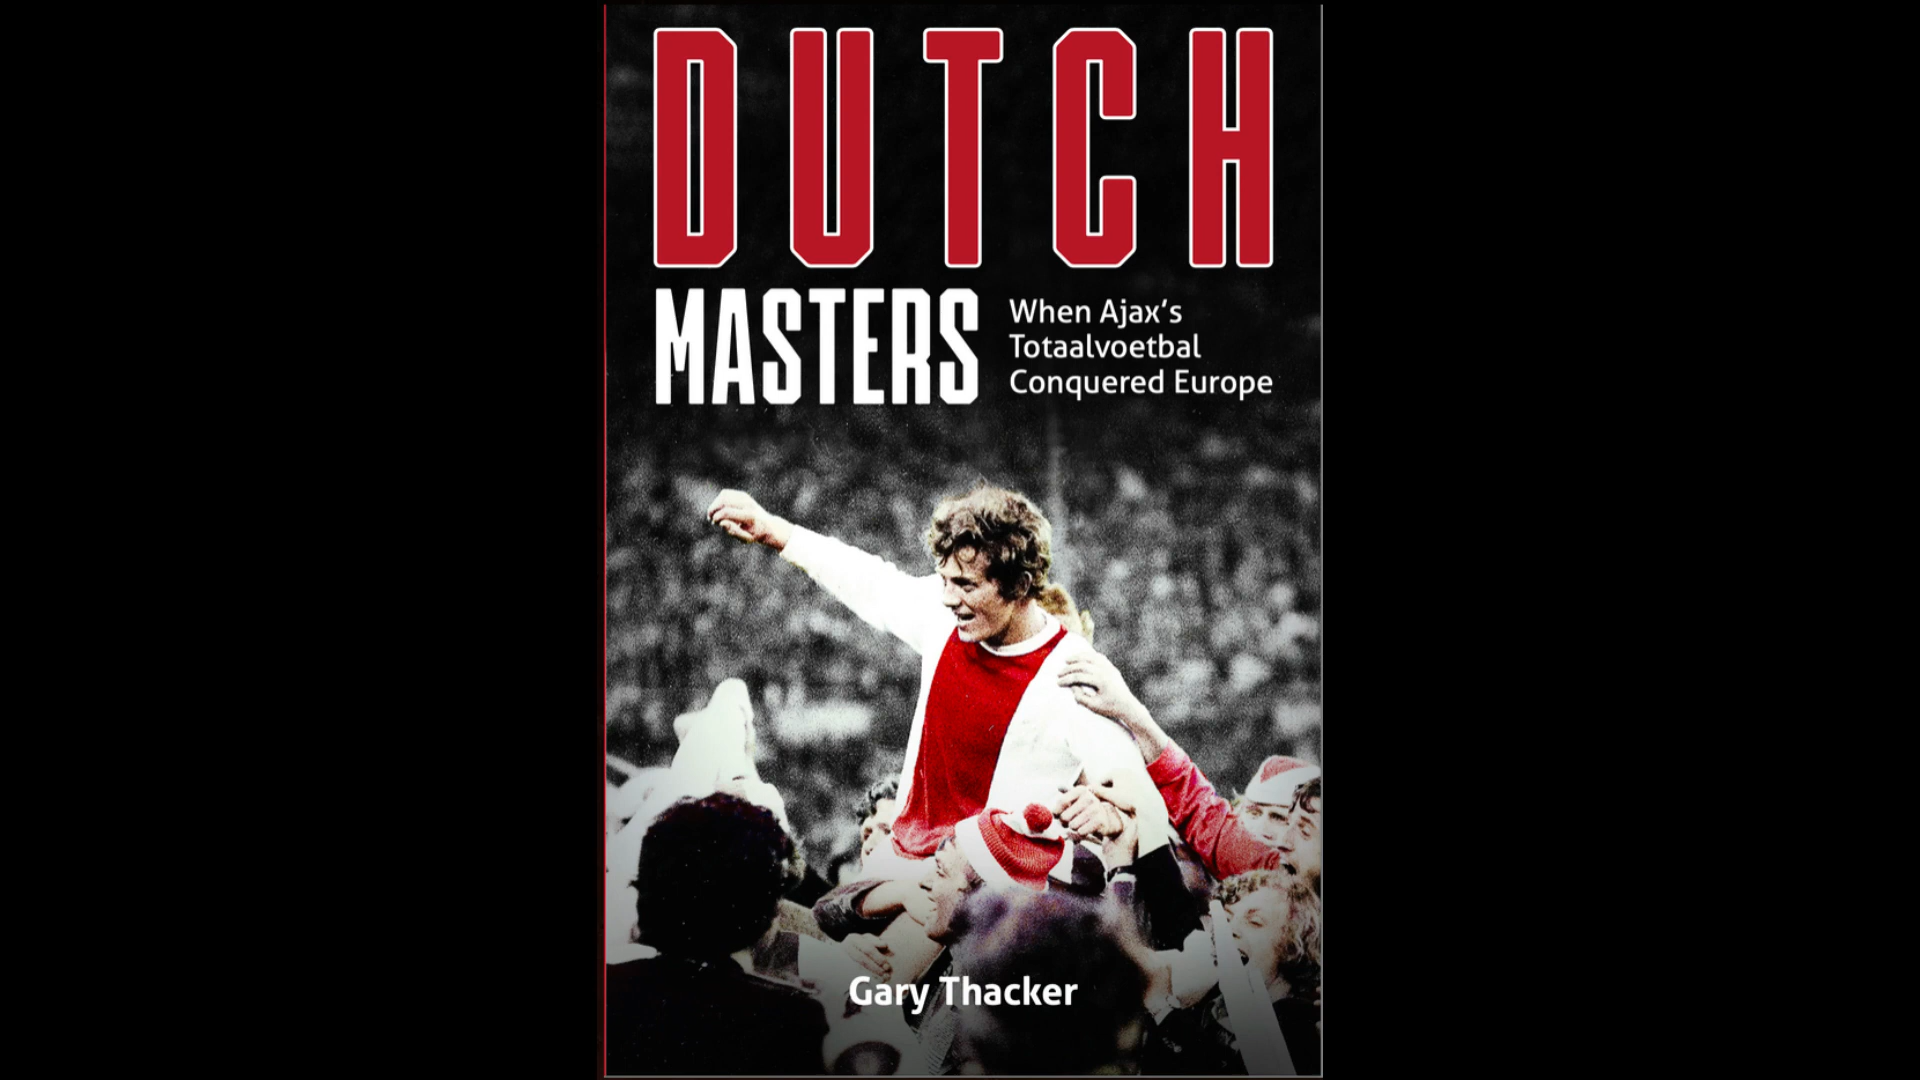 DUTCH
MASTERS
When Ajax's
Totaalvoetbal
Conquered Europe
Gary Thacker